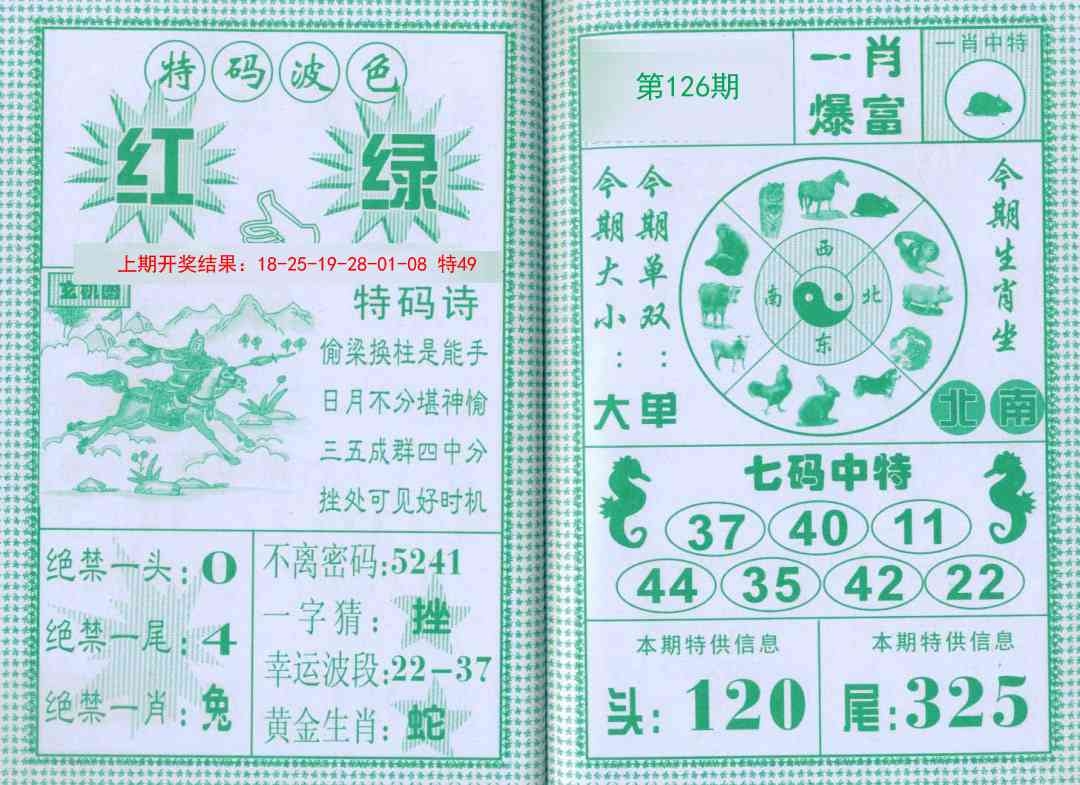 特码波色
红 绿
上期开奖结果：18-25-19-28-01-08 特49
玄机图
特码诗
偷梁换柱是能手
日月不分堪神愉
三五成群四中分
挫处可见好时机
绝禁一头:0
绝禁一尾:4
绝禁一肖:兔
不离密码:5241
一字猜:挫
幸运波段:22-37
黄金生肖:蛇
第126期
一肖
爆富
一肖中特
今期大小:大
今期单双:单
西
南 北
东
今期生肖坐
北 南
七码中特
37 40 11
44 35 42 22
本期特供信息
头:120
本期特供信息
尾:325